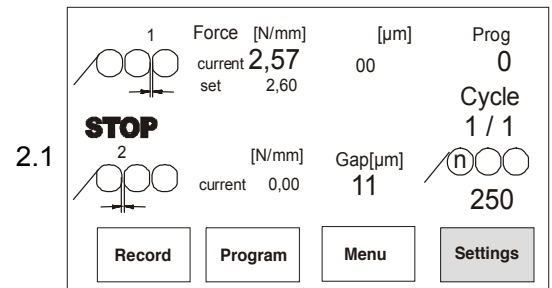 1 Force [N/mm] [µm] Prog
current 2,57 00 0
set 2,60 Cycle
STOP 1 / 1
2.1
2 [N/mm] Gap[µm] n
current 0,00 11 250
Record Program Menu Settings